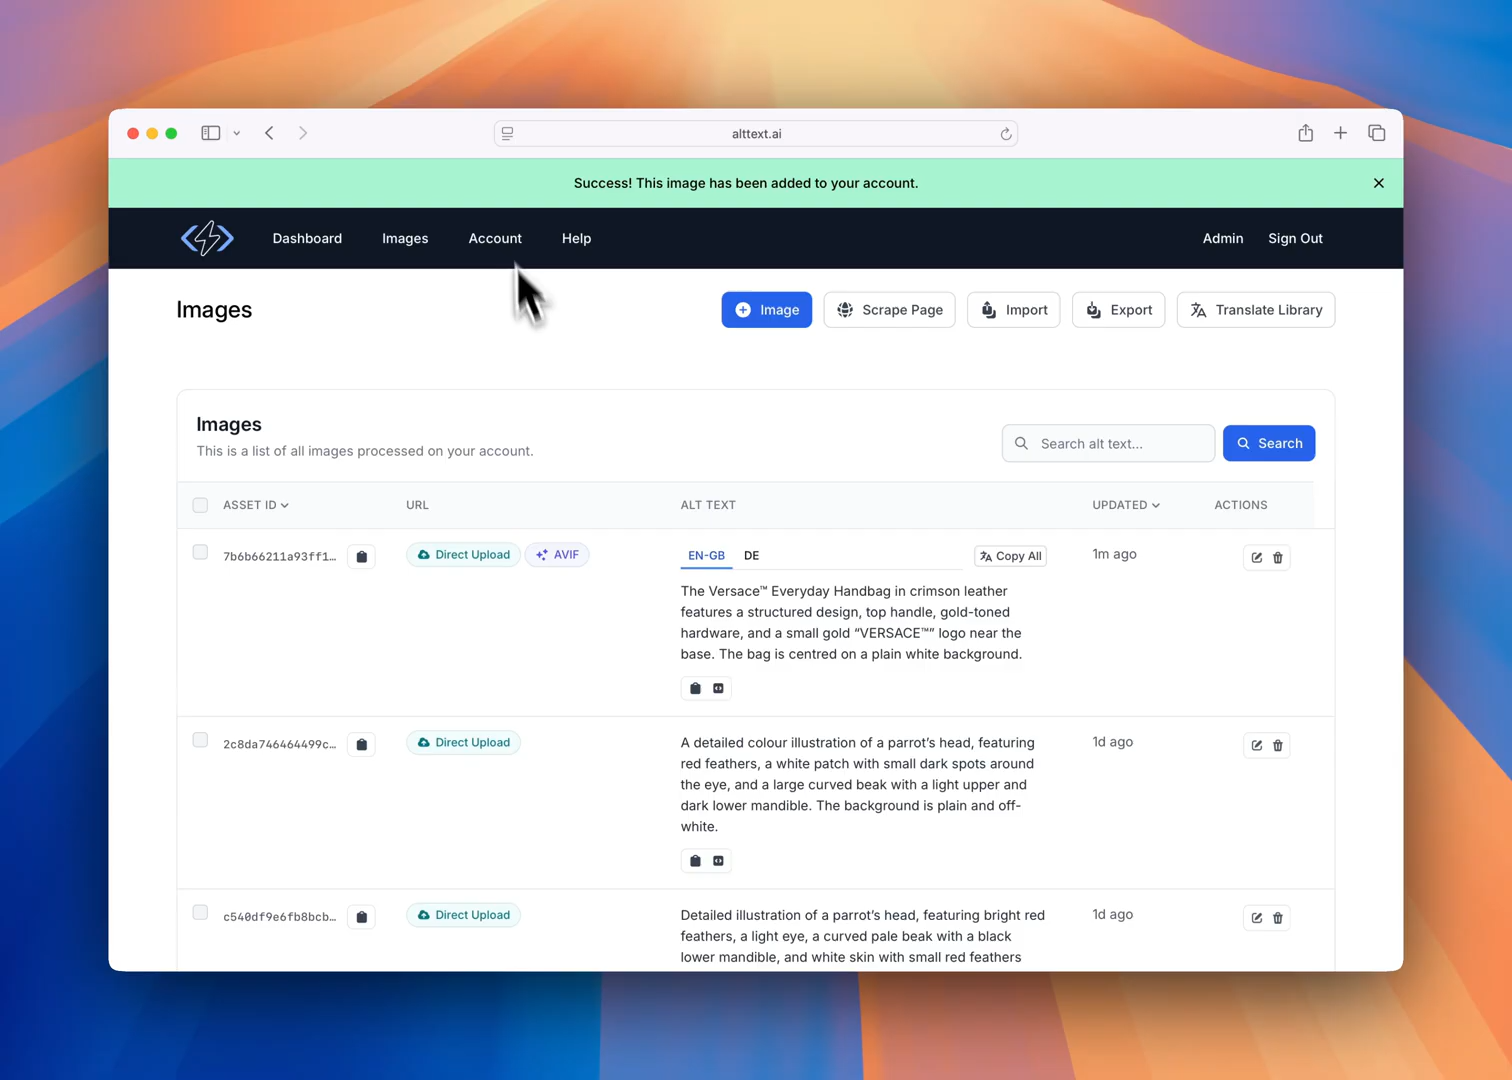 alttext.ai
Success! This image has been added to your account.
Dashboard
Images
Account
Help
Admin
Sign Out
Images
Image
Scrape Page
Import
Export
Translate Library
Images
This is a list of all images processed on your account.
Search alt text...
Search
ASSET ID
URL
ALT TEXT
UPDATED
ACTIONS
7b6b66211a93ff1…
Direct Upload
AVIF
EN-GB
DE
Copy All
1m ago
The Versace™ Everyday Handbag in crimson leather
features a structured design, top handle, gold-toned
hardware, and a small gold “VERSACE™” logo near the
base. The bag is centred on a plain white background.
2c8da746464499c…
Direct Upload
A detailed colour illustration of a parrot’s head, featuring
red feathers, a white patch with small dark spots around
the eye, and a large curved beak with a light upper and
dark lower mandible. The background is plain and off-
white.
1d ago
c540df9e6fb8bcb…
Direct Upload
Detailed illustration of a parrot’s head, featuring bright red
feathers, a light eye, a curved pale beak with a black
lower mandible, and white skin with small red feathers
1d ago